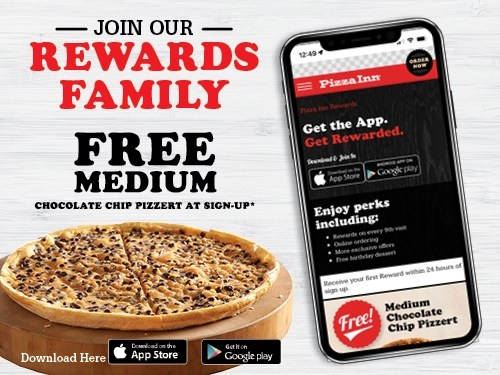 JOIN OUR
REWARDS
FAMILY
FREE
MEDIUM
CHOCOLATE CHIP PIZZERT AT SIGN-UP*
Download Here
Download on the
App Store
Get it on
Google play
12:49
ORDER
NOW
Pizza Inn
Pizza Inn Rewards
Get the App.
Get Rewarded.
Download & Join In
Download on the
App Store
ANDROID APP ON
Google play
Enjoy perks
including:
• Rewards on every 9th visit
• Online ordering
• More exclusive offers
• Free birthday dessert
Receive your first Reward within 24 hours of
sign up.
Free!
Medium
Chocolate
Chip Pizzert